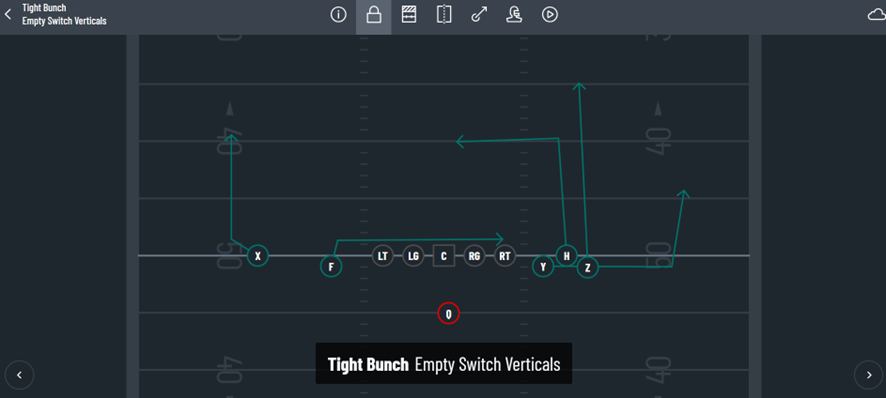 Tight Bunch
Empty Switch Verticals
40 40
50 X F LT LG C RG RT Y H Z 50
Q
40 40
Tight Bunch Empty Switch Verticals